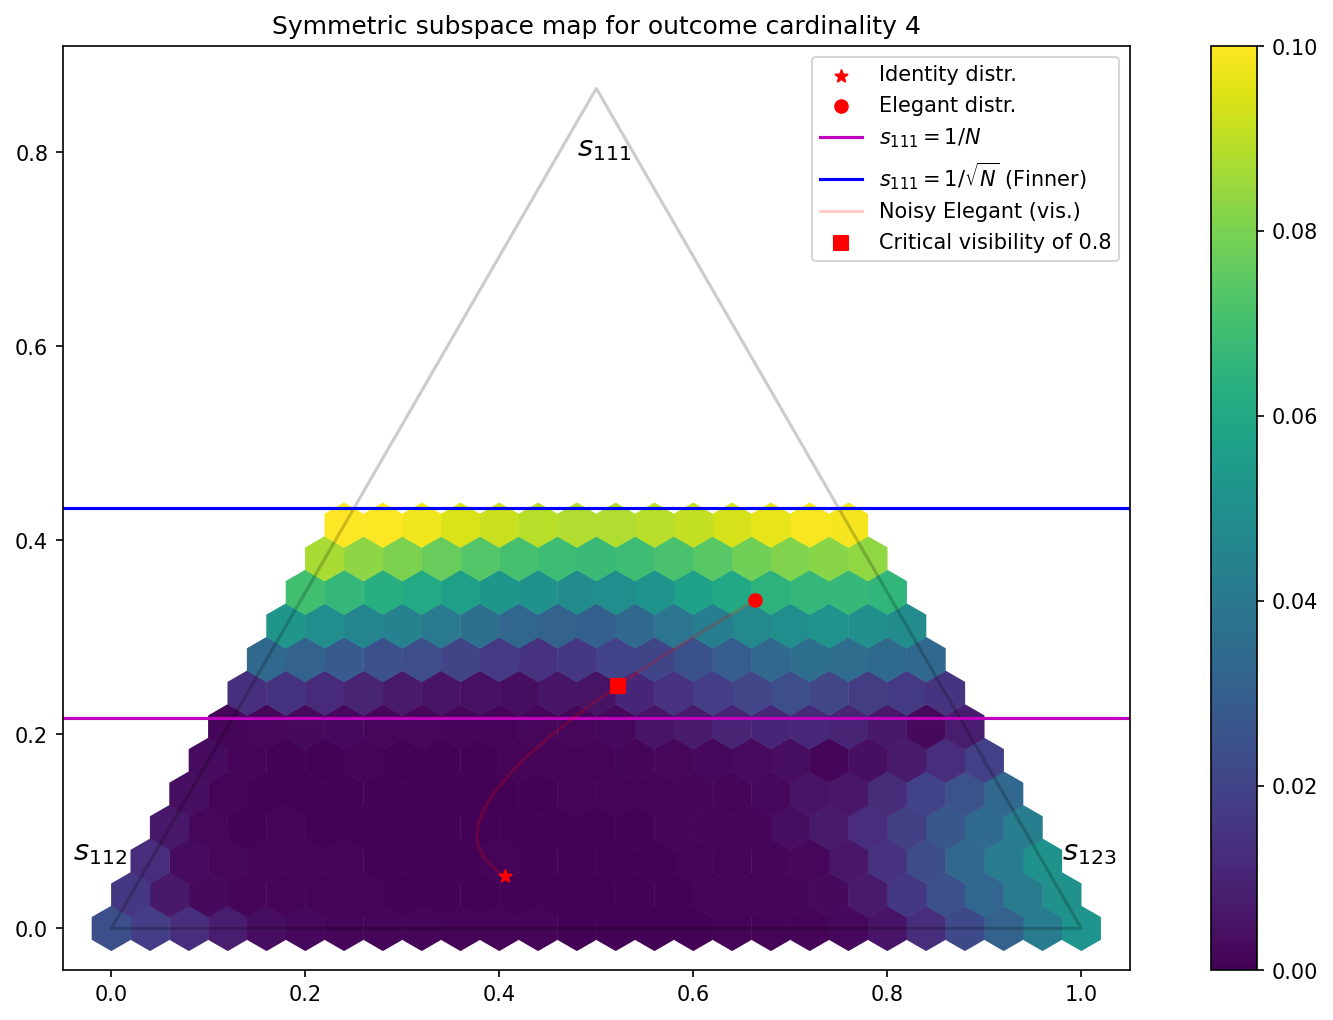 Symmetric subspace map for outcome cardinality 4
Identity distr.
Elegant distr.
s₁₁₁ = 1/N
s₁₁₁ = 1/√N (Finner)
Noisy Elegant (vis.)
Critical visibility of 0.8
s₁₁₁
s₁₁₂
s₁₂₃
0.8
0.6
0.4
0.2
0.0
0.0 0.2 0.4 0.6 0.8 1.0
0.10
0.08
0.06
0.04
0.02
0.00